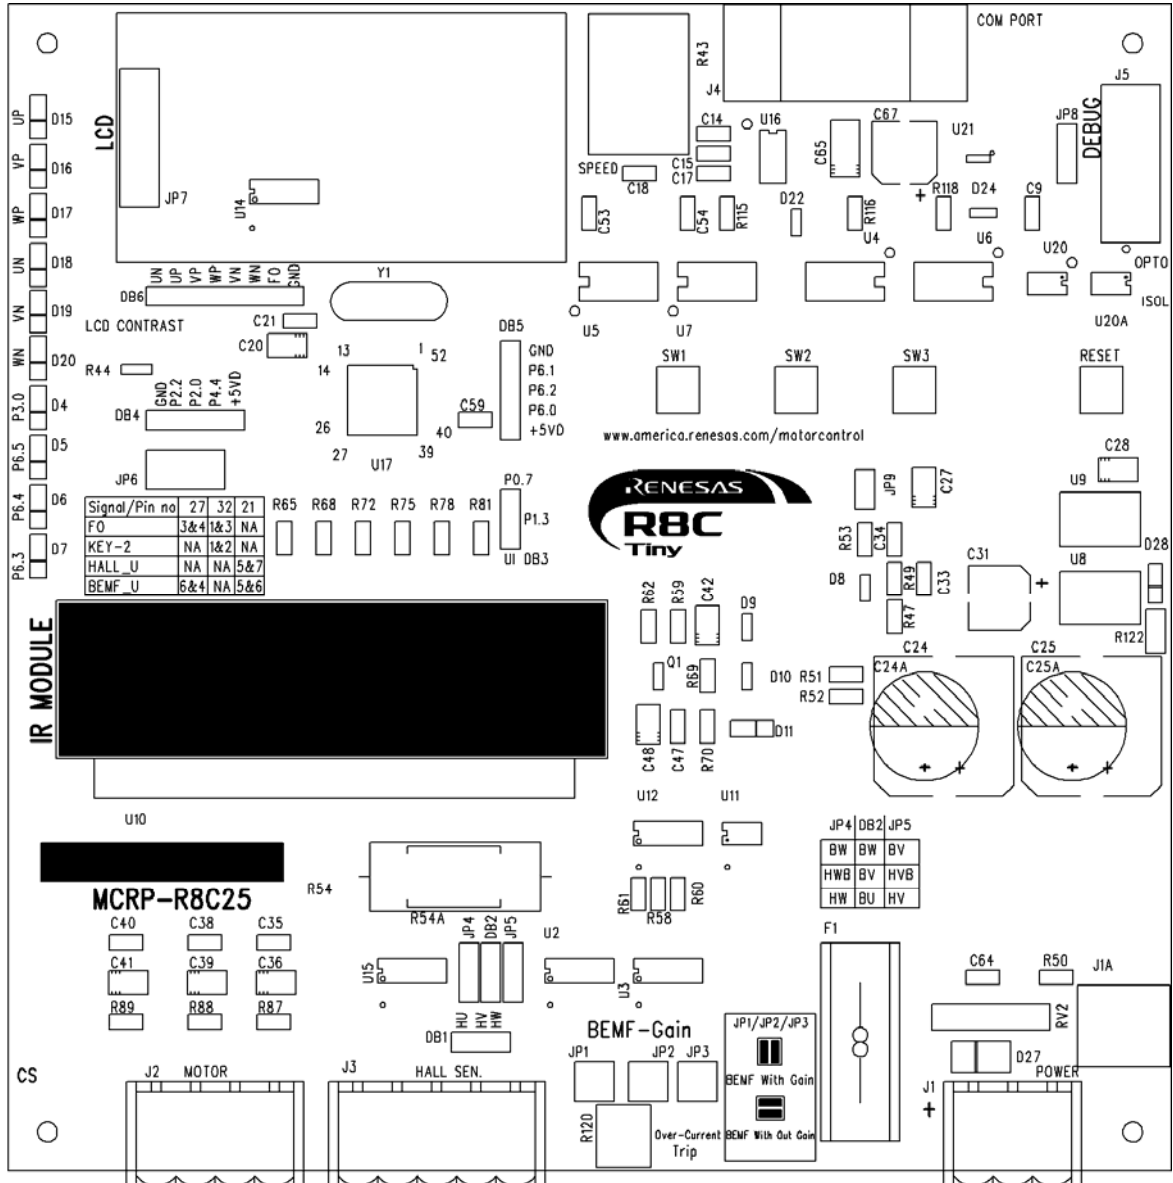 COM PORT
R43
J4
J5
UP
D15
LCD
C14
U16
C67
U21
JP8
DEBUG
C65
VP
D16
SPEED
C15
C17
C18
JP7
U14
WP
D17
C53
C54
R115
D22
R116
R118
D24
C9
U4
U6
U20
OPTO
UN
D18
UN
UP
VP
WP
VN
WN
FO
GND
Y1
DB6
VN
D19
LCD CONTRAST
C21
U5
U7
DB5
ISOL
U20A
C20
WN
D20
R44
13
1
52
14
GND
P6.1
P6.2
P6.0
+5VD
SW1
SW2
SW3
RESET
GND
P2.2
P2.0
P4.4
+5VD
P3.0
D4
DB4
C59
26
40
27
39
U17
www.america.renesas.com/motorcontrol
P6.5
D5
JP6
P0.7
RENESAS
R8C
Tiny
JP9
C27
C28
U9
P6.4
D6
Signal/Pin no 27 32 21
FO 3&4 1&3 NA
KEY-2 NA 1&2 NA
HALL_U NA NA 5&7
BEMF_U 6&4 NA 5&6
R65
R68
R72
R75
R78
R81
P1.3
UI
DB3
P6.3
D7
R53
C34
C31
U8
D28
D8
R49
C33
R47
R62
R59
C42
D9
R122
IR MODULE
Q1
R69
D10
R51
R52
C24
C24A
C25
C25A
C48
C47
R70
D11
U10
U12
U11
JP4 DB2 JP5
BW BW BV
HWB BV HVB
HW BU HV
MCRP-R8C25
R54
R54A
R61
R58
R60
F1
C40
C38
C35
JP4
DB2
JP5
U2
C41
C39
C36
U15
U3
C64
R50
J1A
R89
R88
R87
HU
HV
HW
DB1
BEMF-Gain
JP1/JP2/JP3
RV2
JP1
JP2
JP3
D27
CS
J2
MOTOR
J3
HALL SEN.
BEMF With Gain
J1
POWER
R120
Over-Current
Trip
BEMF With Out Gain